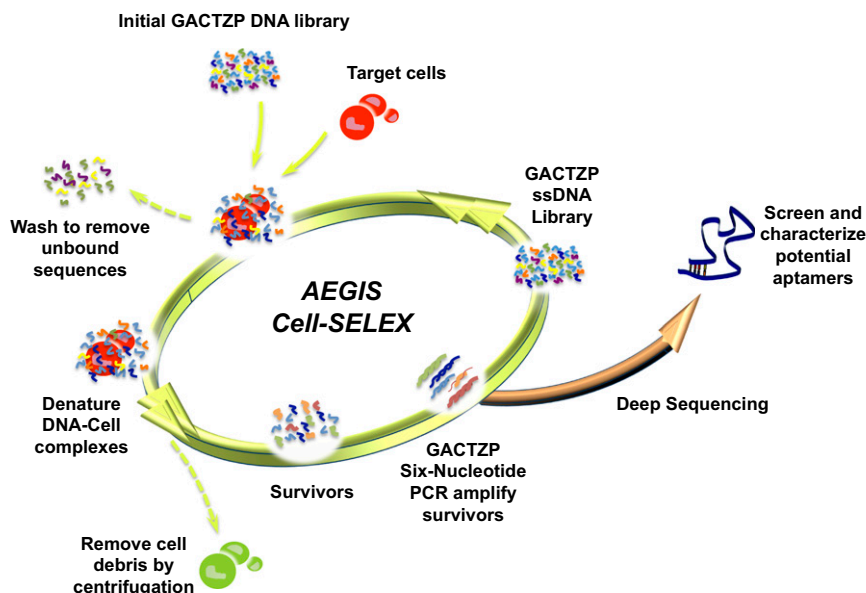 Initial GACTZP DNA library
Target cells
GACTZP
ssDNA
Library
Screen and
characterize
potential
aptamers
Wash to remove
unbound
sequences
AEGIS
Cell-SELEX
Denature
DNA-Cell
complexes
Deep Sequencing
GACTZP
Six-Nucleotide
PCR amplify
survivors
Survivors
Remove cell
debris by
centrifugation